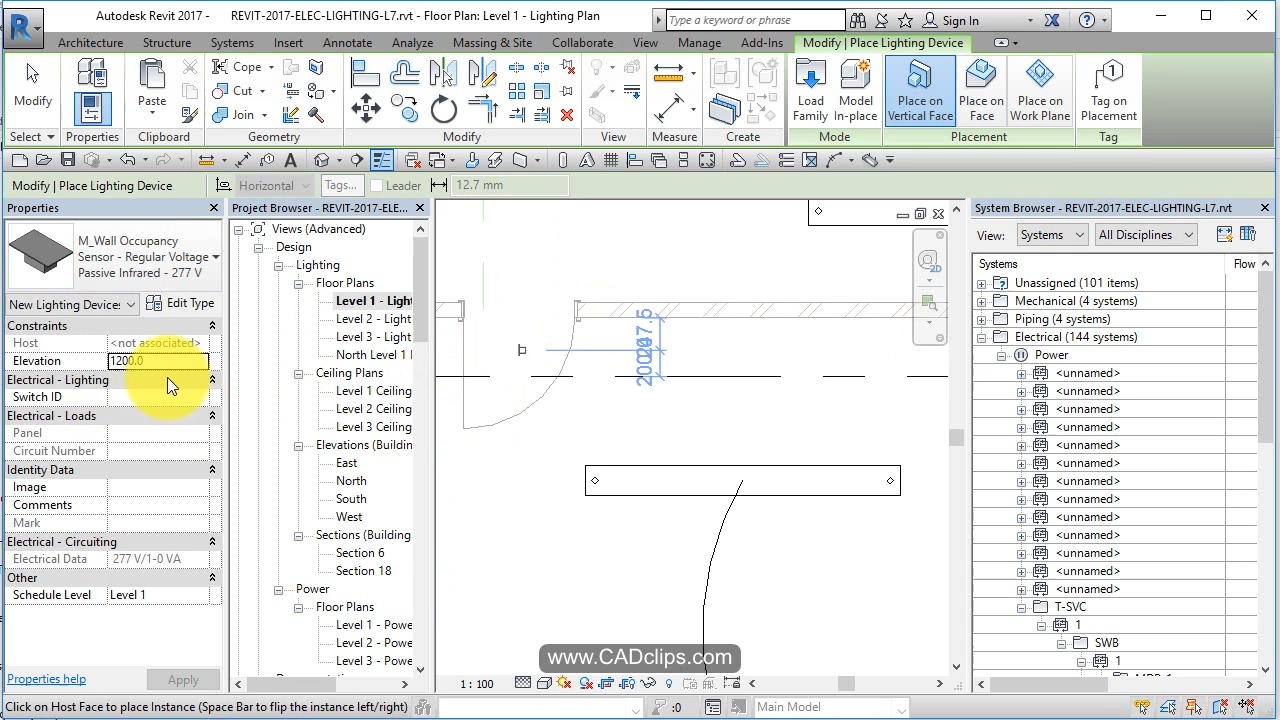 Autodesk Revit 2017 - REVIT-2017-ELEC-LIGHTING-L7.rvt - Floor Plan: Level 1 - Lighting Plan
Type a keyword or phrase
Sign In
Architecture Structure Systems Insert Annotate Analyze Massing & Site Collaborate View Manage Add-Ins Modify | Place Lighting Device
Modify
Properties
Paste
Cope
Cut
Join
Load Family
Model In-place
Place on Vertical Face
Place on Face
Place on Work Plane
Tag on Placement
Select Properties Clipboard Geometry Modify View Measure Create Mode Placement Tag
Modify | Place Lighting Device Horizontal Tags... Leader 12.7 mm
Properties
M_Wall Occupancy
Sensor - Regular Voltage
Passive Infrared - 277 V
New Lighting Devices Edit Type
Constraints
Host <not associated>
Elevation 1200.0
Electrical - Lighting
Switch ID
Electrical - Loads
Panel
Circuit Number
Identity Data
Image
Comments
Mark
Electrical - Circuiting
Electrical Data 277 V/1-0 VA
Other
Schedule Level Level 1
Properties help Apply
Project Browser - REVIT-2017-ELE...
Views (Advanced)
Design
Lighting
Floor Plans
Level 1 - Light
Level 2 - Light
Level 3 - Light
North Level 1
Ceiling Plans
Level 1 Ceiling
Level 2 Ceiling
Level 3 Ceiling
Elevations (Building
East
North
South
West
Sections (Building
Section 6
Section 18
Power
Floor Plans
Level 1 - Powe
Level 2 - Powe
Level 3 - Powe
2D
1 : 100
www.CADclips.com
System Browser - REVIT-2017-ELEC-LIGHTING-L7.rvt
View: Systems All Disciplines
Systems Flow
Unassigned (101 items)
Mechanical (4 systems)
Piping (4 systems)
Electrical (144 systems)
Power
<unnamed>
<unnamed>
<unnamed>
<unnamed>
<unnamed>
<unnamed>
<unnamed>
<unnamed>
<unnamed>
<unnamed>
<unnamed>
<unnamed>
<unnamed>
T-SVC
1
SWB
1
Click on Host Face to place Instance (Space Bar to flip the instance left/right) :0 Main Model